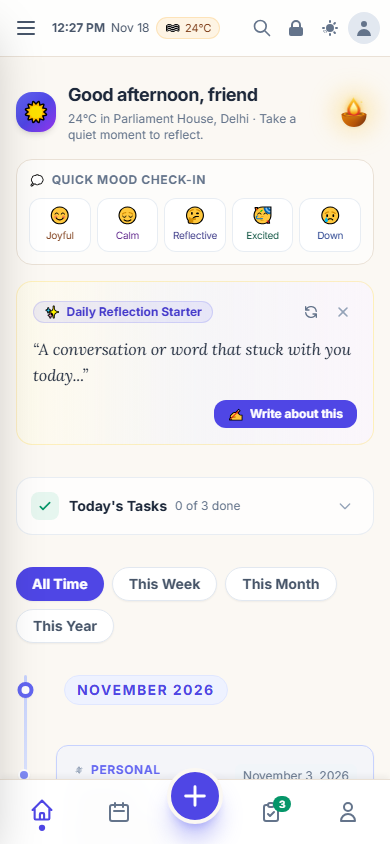 12:27 PM Nov 18 24°C
Good afternoon, friend
24°C in Parliament House, Delhi · Take a
quiet moment to reflect.
QUICK MOOD CHECK-IN
Joyful Calm Reflective Excited Down
Daily Reflection Starter
“A conversation or word that stuck with you
today...”
Write about this
Today's Tasks 0 of 3 done
All Time This Week This Month
This Year
NOVEMBER 2026
PERSONAL November 3, 2026
3